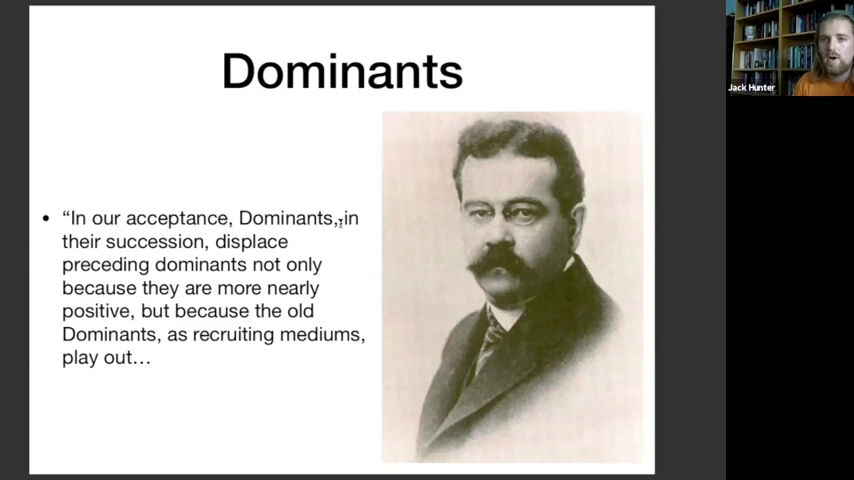 Dominants
• “In our acceptance, Dominants, in
their succession, displace
preceding dominants not only
because they are more nearly
positive, but because the old
Dominants, as recruiting mediums,
play out…
Jack Hunter